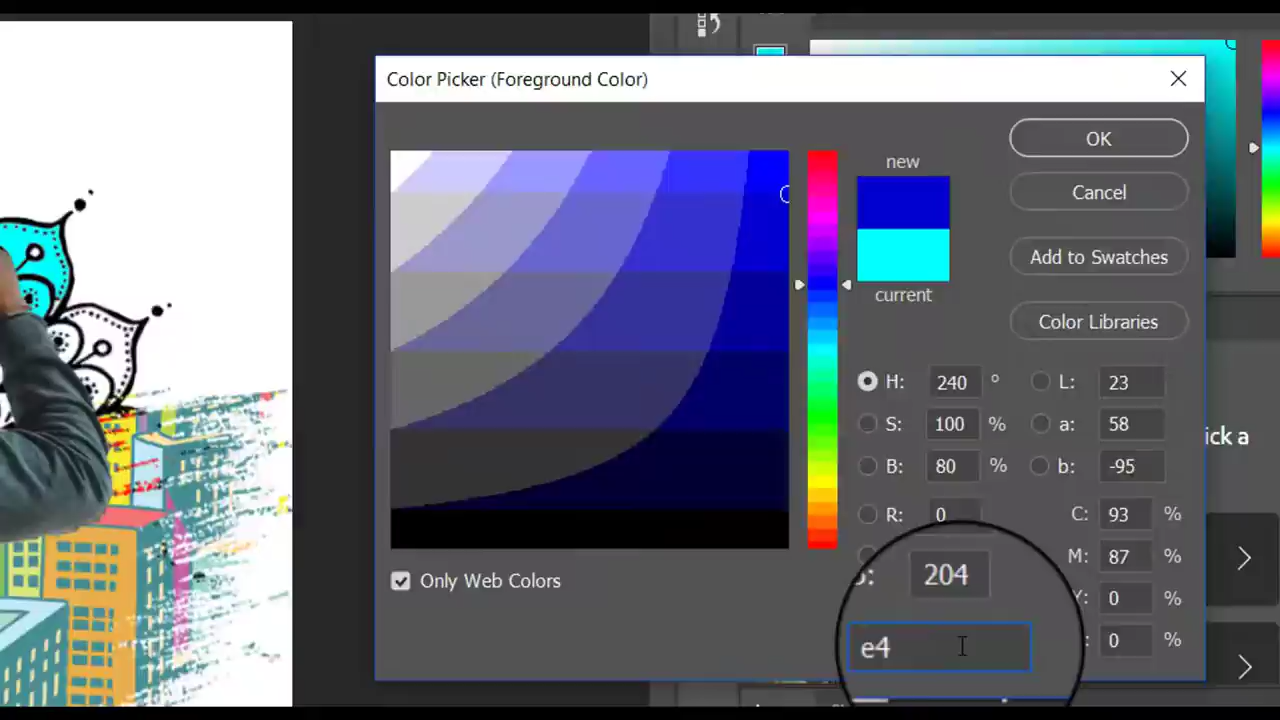 Color Picker (Foreground Color)
OK
new
Cancel
Add to Swatches
current
Color Libraries
H: 240 ° L: 23
S: 100 % a: 58
ick a
B: 80 % b: -95
R: 0 C: 93 %
M: 87 %
: 204
Only Web Colors
: 0 %
e4
: 0 %